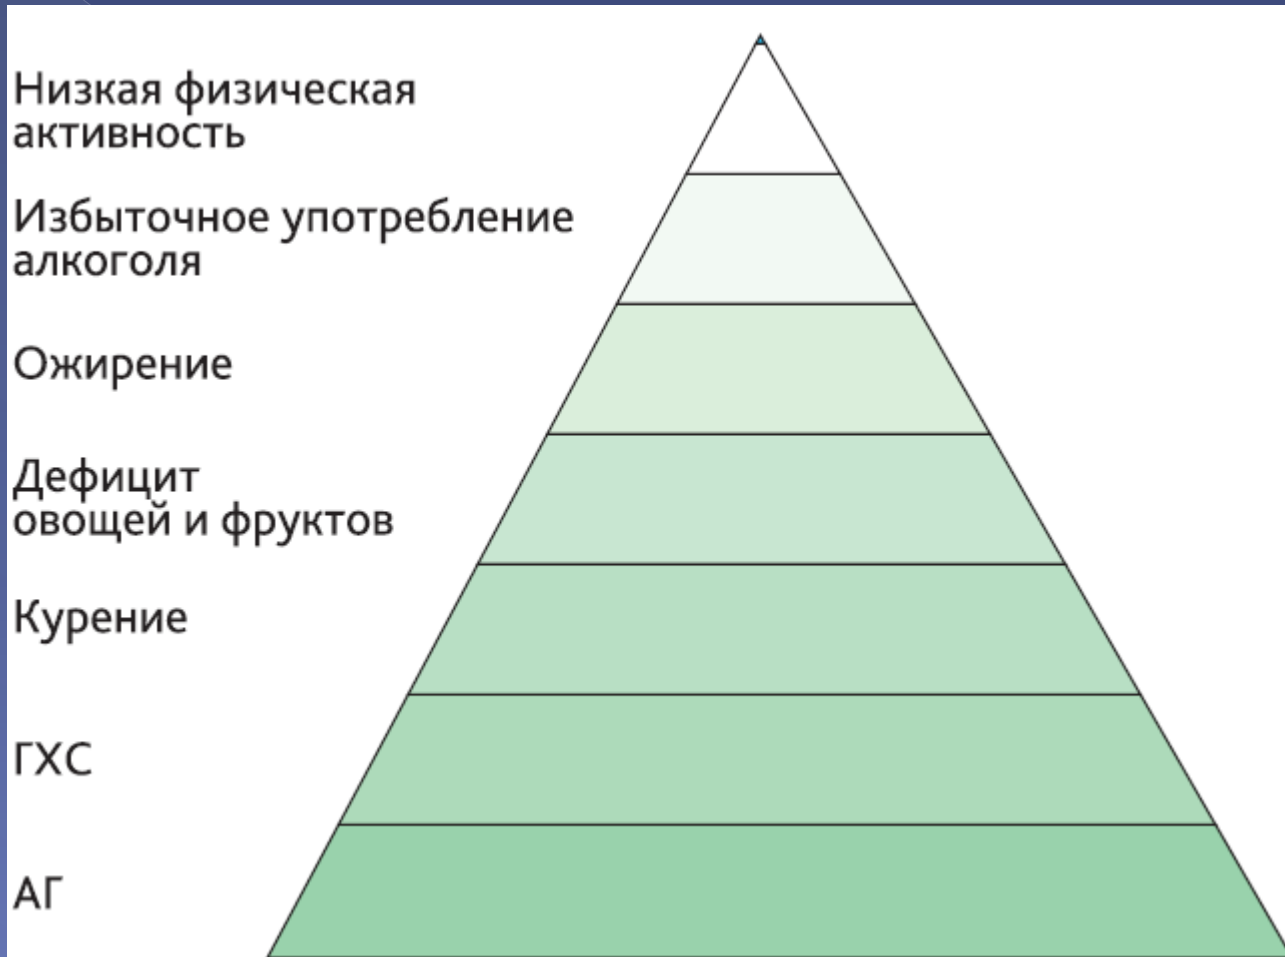 Низкая физическая
активность
Избыточное употребление
алкоголя
Ожирение
Дефицит
овощей и фруктов
Курение
ГХС
АГ